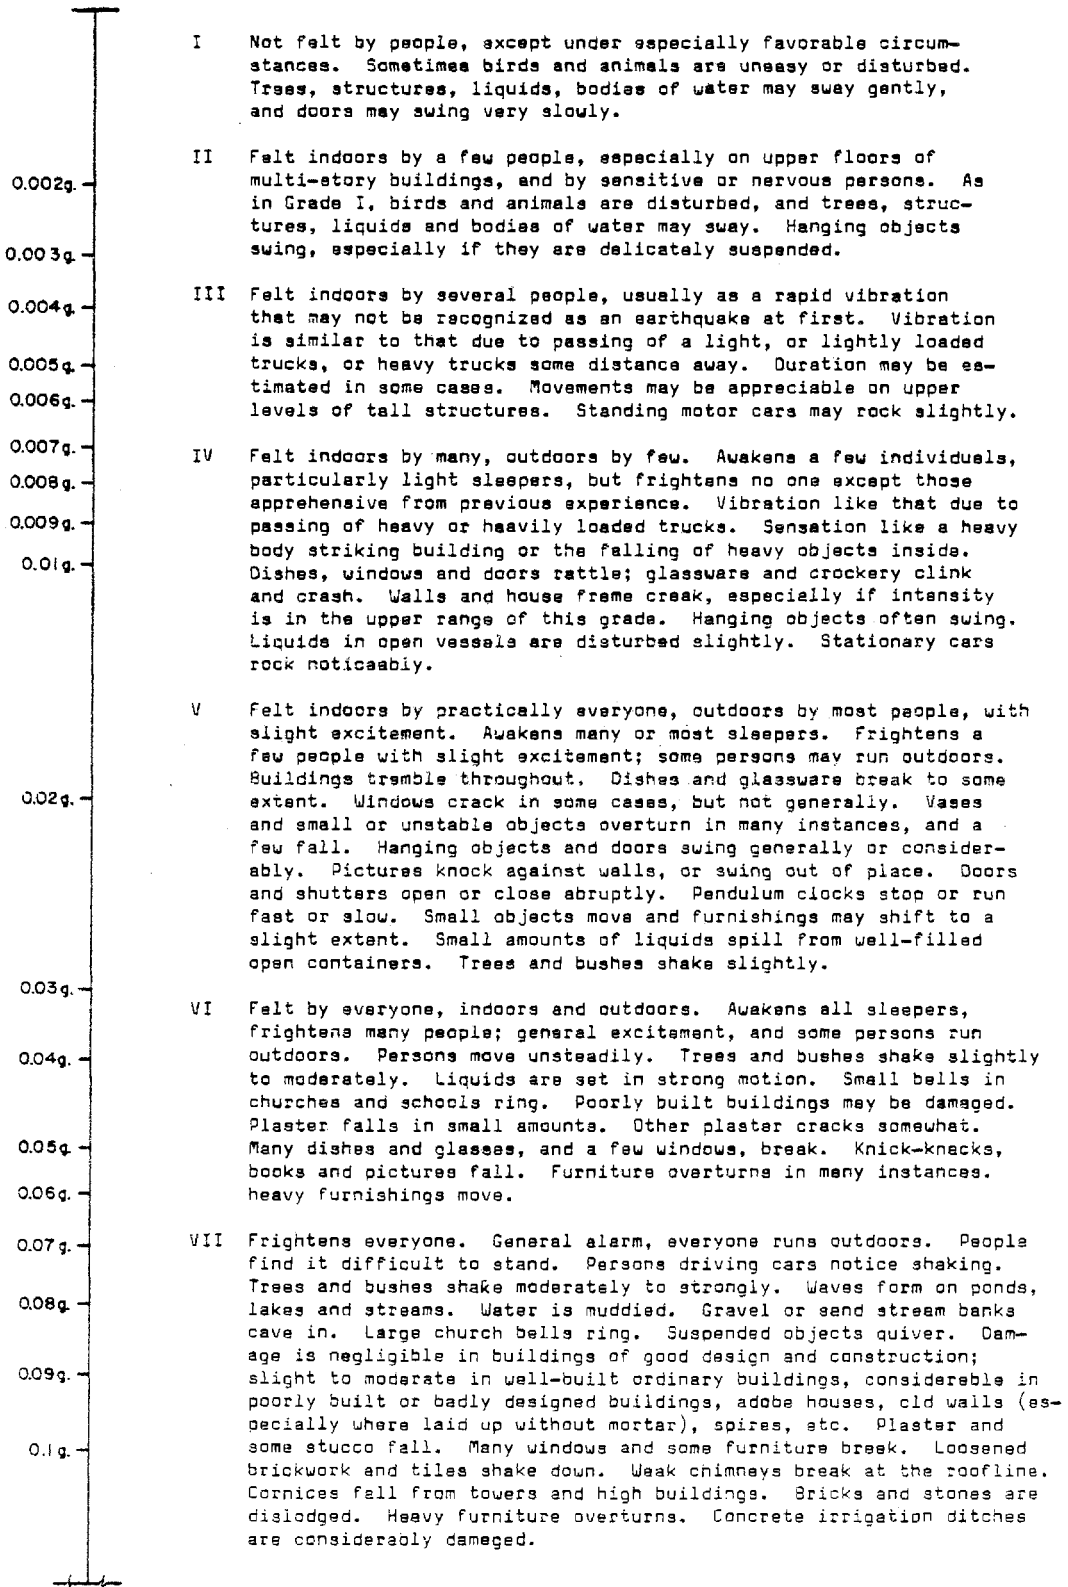 I Not felt by people, except under especially favorable circum-
stances. Sometimes birds and animals are uneasy or disturbed.
Trees, structures, liquids, bodies of water may sway gently,
and doors may swing very slowly.
II Felt indoors by a few people, especially on upper floors of
0.002g. multi-story buildings, and by sensitive or nervous persons. As
in Grade I, birds and animals are disturbed, and trees, struc-
tures, liquids and bodies of water may sway. Hanging objects
0.003g. swing, especially if they are delicately suspended.
III Felt indoors by several people, usually as a rapid vibration
0.004g. that may not be recognized as an earthquake at first. Vibration
is similar to that due to passing of a light, or lightly loaded
0.005g. trucks, or heavy trucks some distance away. Duration may be es-
timated in some cases. Movements may be appreciable on upper
0.006g. levels of tall structures. Standing motor cars may rock slightly.
0.007g.
IV Felt indoors by many, outdoors by few. Awakens a few individuals,
0.008g. particularly light sleepers, but frightens no one except those
apprehensive from previous experience. Vibration like that due to
0.009g. passing of heavy or heavily loaded trucks. Sensation like a heavy
body striking building or the falling of heavy objects inside.
0.01g. Dishes, windows and doors rattle; glassware and crockery clink
and crash. Walls and house frame creak, especially if intensity
is in the upper range of this grade. Hanging objects often swing.
Liquids in open vessels are disturbed slightly. Stationary cars
rock noticeably.
V Felt indoors by practically everyone, outdoors by most people, with
slight excitement. Awakens many or most sleepers. Frightens a
few people with slight excitement; some persons may run outdoors.
Buildings tremble throughout. Dishes and glassware break to some
0.02g. extent. Windows crack in some cases, but not generally. Vases
and small or unstable objects overturn in many instances, and a
few fall. Hanging objects and doors swing generally or consider-
ably. Pictures knock against walls, or swing out of place. Doors
and shutters open or close abruptly. Pendulum clocks stop or run
fast or slow. Small objects move and furnishings may shift to a
slight extent. Small amounts of liquids spill from well-filled
open containers. Trees and bushes shake slightly.
0.03g.
VI Felt by everyone, indoors and outdoors. Awakens all sleepers,
frightens many people; general excitement, and some persons run
0.04g. outdoors. Persons move unsteadily. Trees and bushes shake slightly
to moderately. Liquids are set in strong motion. Small bells in
churches and schools ring. Poorly built buildings may be damaged.
Plaster falls in small amounts. Other plaster cracks somewhat.
0.05g. Many dishes and glasses, and a few windows, break. Knick-knacks,
books and pictures fall. Furniture overturns in many instances.
0.06g. heavy furnishings move.
0.07g. VII Frightens everyone. General alarm, everyone runs outdoors. People
find it difficult to stand. Persons driving cars notice shaking.
Trees and bushes shake moderately to strongly. Waves form on ponds,
0.08g. lakes and streams. Water is muddied. Gravel or sand stream banks
cave in. Large church bells ring. Suspended objects quiver. Dam-
age is negligible in buildings of good design and construction;
0.09g. slight to moderate in well-built ordinary buildings, considerable in
poorly built or badly designed buildings, adobe houses, old walls (es-
pecially where laid up without mortar), spires, etc. Plaster and
0.1g. some stucco fall. Many windows and some furniture break. Loosened
brickwork and tiles shake down. Weak chimneys break at the roofline.
Cornices fall from towers and high buildings. Bricks and stones are
dislodged. Heavy furniture overturns. Concrete irrigation ditches
are considerably damaged.